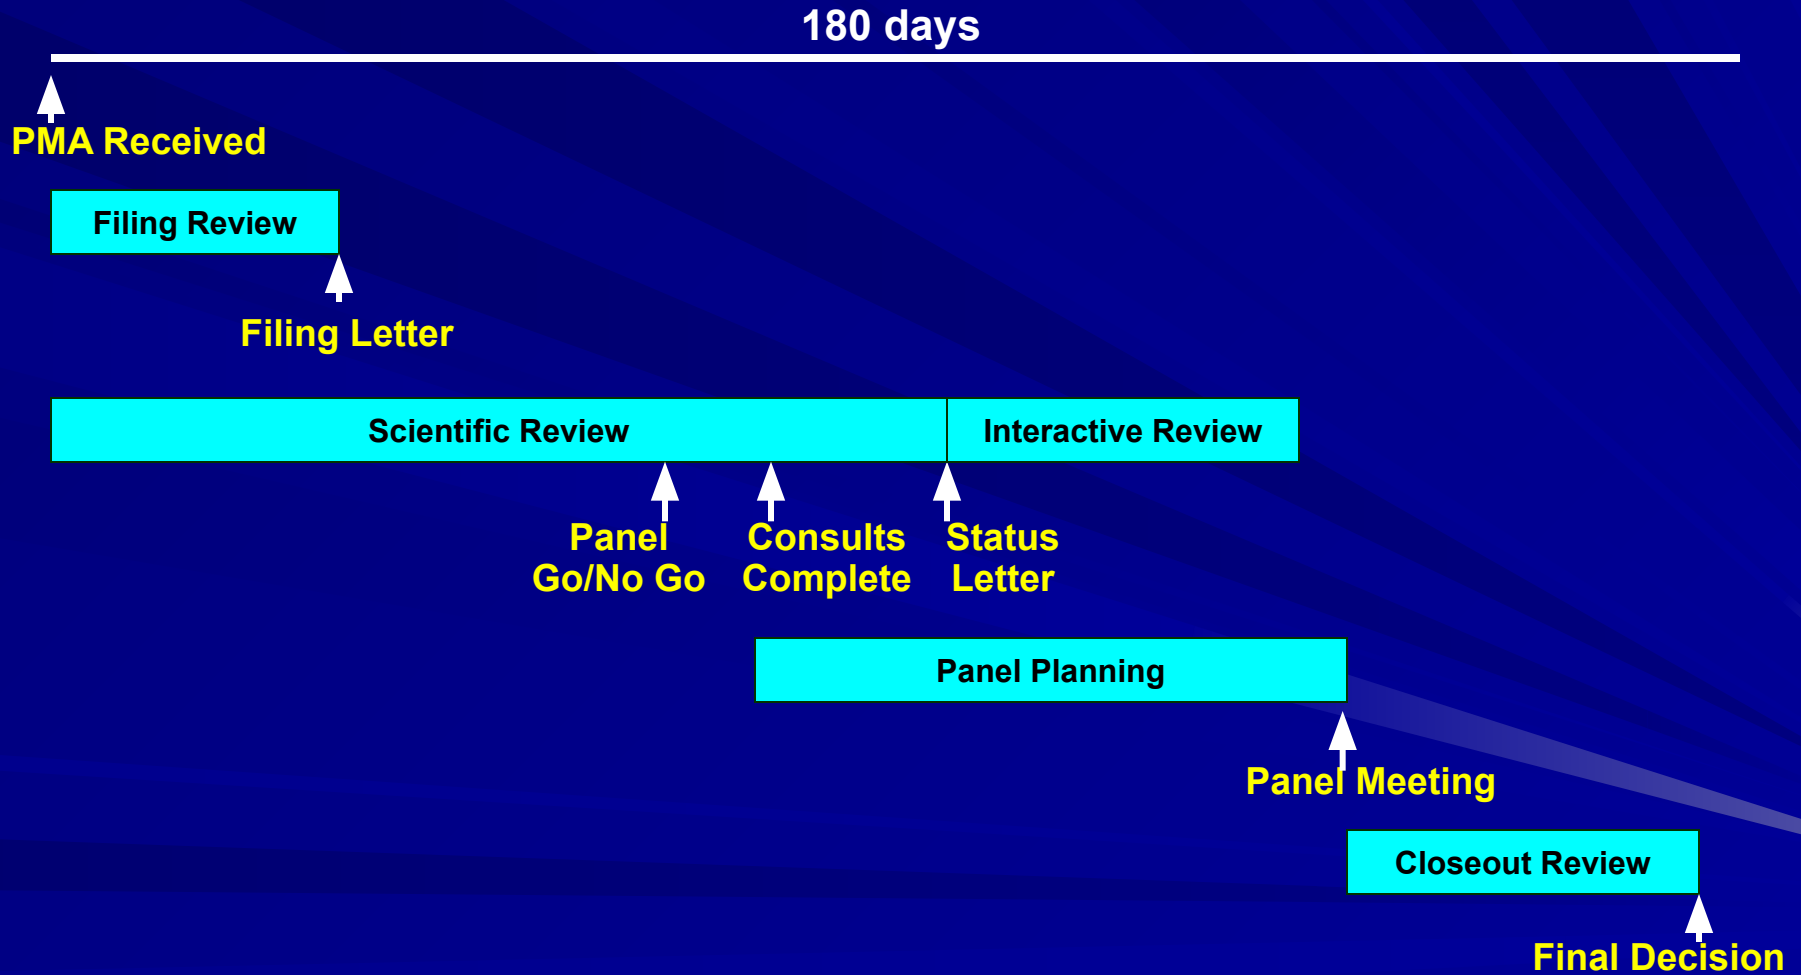 180 days
PMA Received
Filing Review
Filing Letter
Scientific Review
Interactive Review
Panel
Go/No Go
Consults
Complete
Status
Letter
Panel Planning
Panel Meeting
Closeout Review
Final Decision